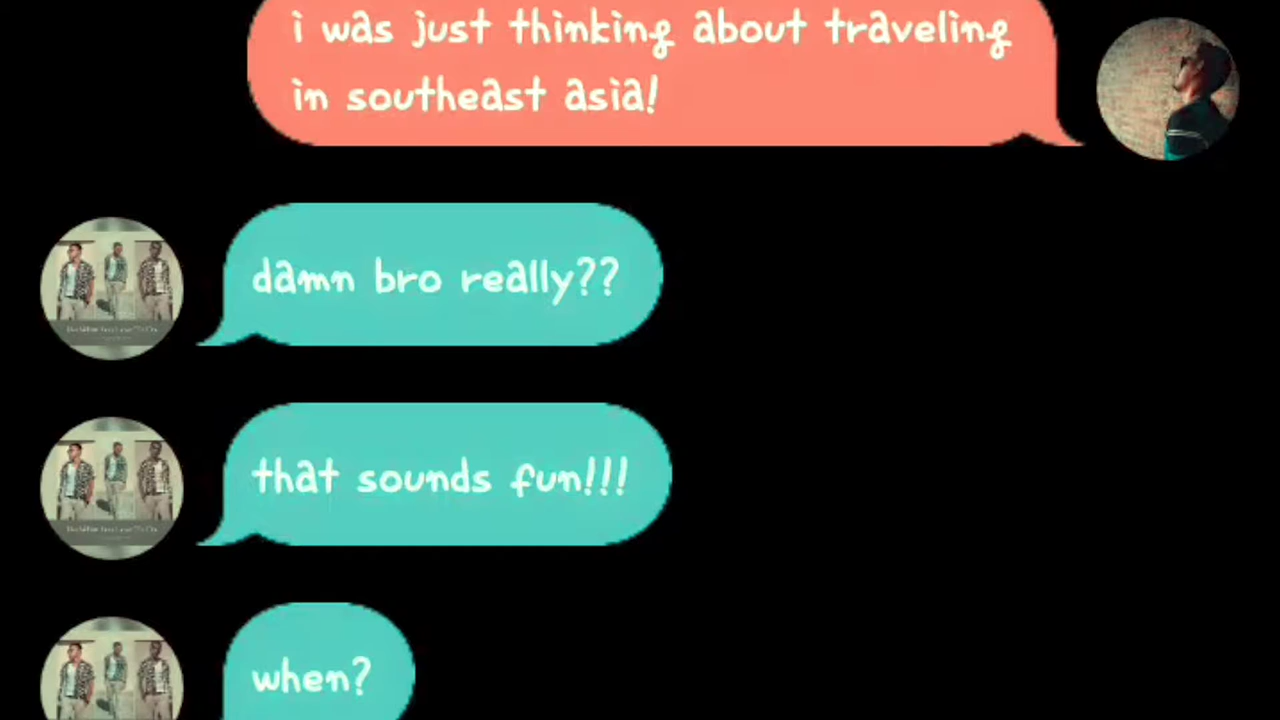 i was just thinking about traveling
in southeast asia!
damn bro really??
that sounds fun!!!
when?